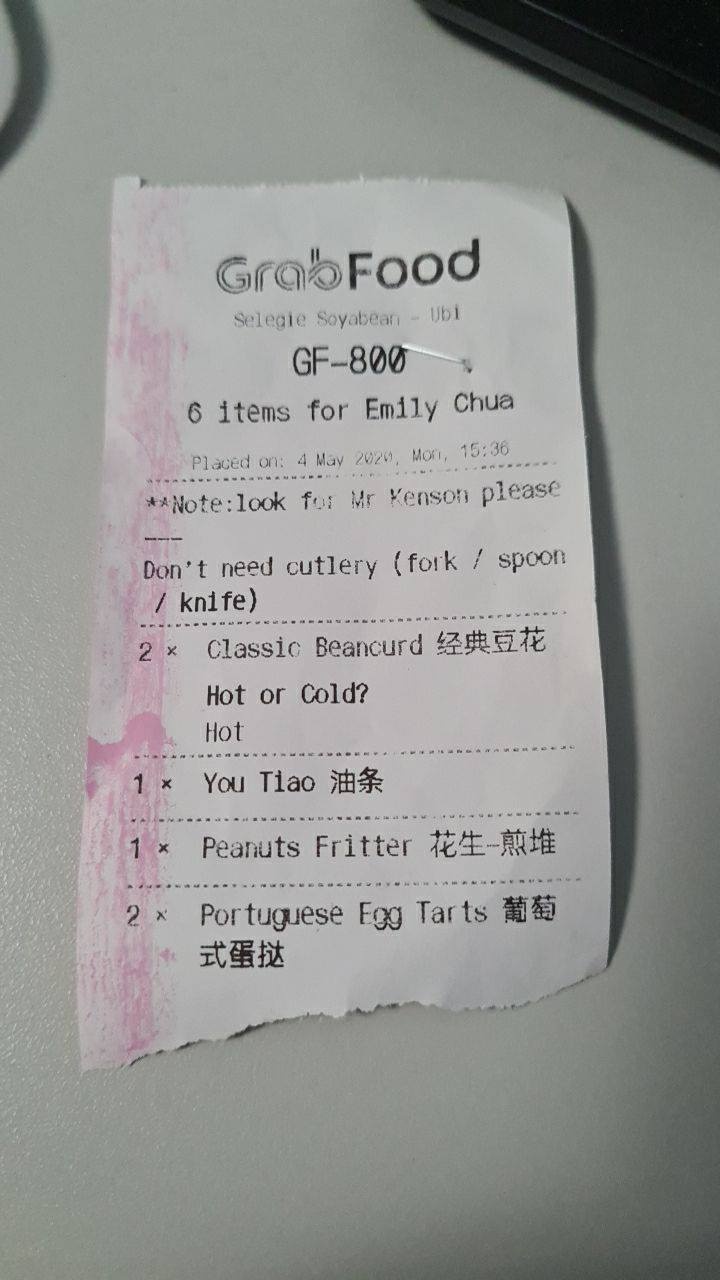 GrabFood
Selegie Soyabean - Ubi
GF-800
6 items for Emily Chua
Placed on: 4 May 2020, Mon, 15:36
**Note:look for Mr Kenson please
---
Don't need cutlery (fork / spoon
/ knife)
2 × Classic Beancurd 经典豆花
Hot or Cold?
Hot
1 × You Tiao 油条
1 × Peanuts Fritter 花生-煎堆
2 × Portuguese Egg Tarts 葡萄
式蛋挞